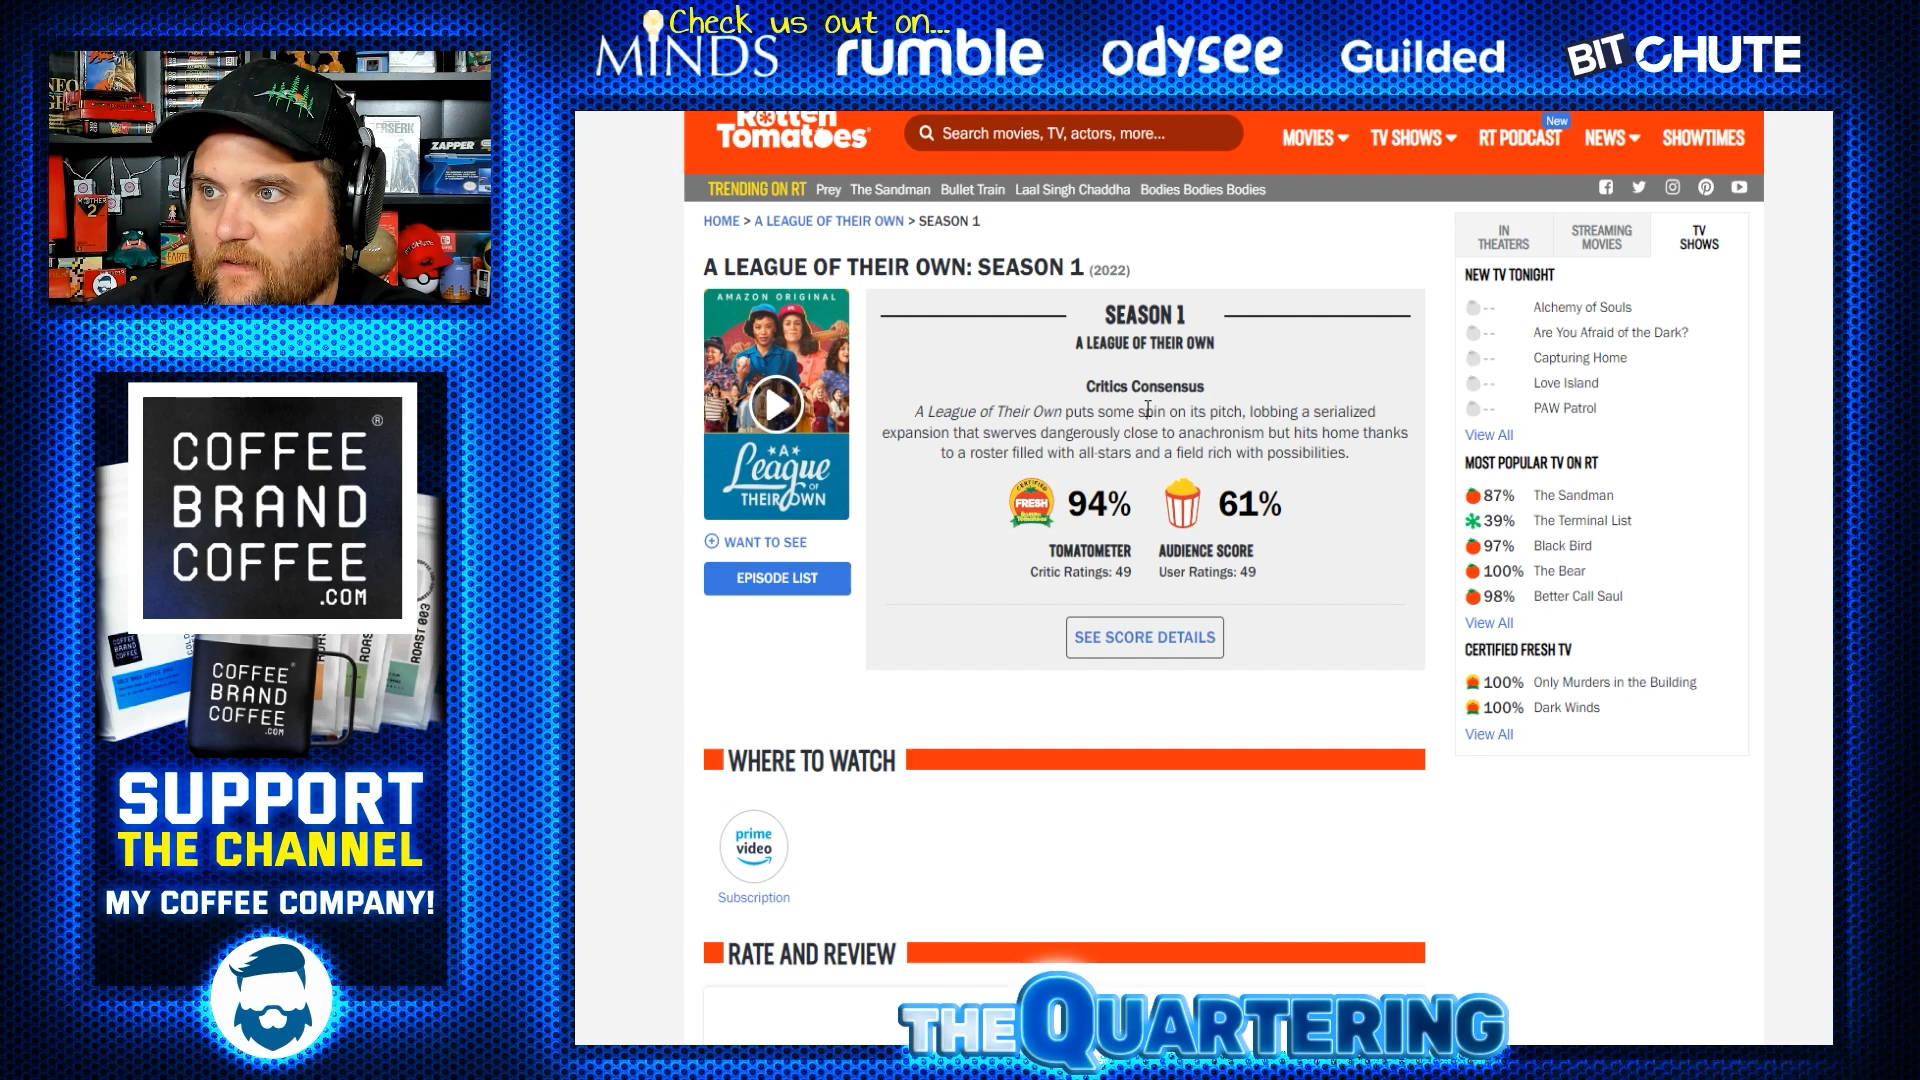 Check us out on...
MINDS rumble odysee Guilded BITCHUTE
BERSERK
ZAPPER
MOTHER
2
COFFEE
BRAND
COFFEE
.COM
®
ROAST 003
COFFEE
BRAND
COFFEE
.COM
SUPPORT
THE CHANNEL
MY COFFEE COMPANY!
Rotten
Tomatoes
Search movies, TV, actors, more...
MOVIES TV SHOWS RT PODCAST NEWS SHOWTIMES
New
TRENDING ON RT Prey The Sandman Bullet Train Laal Singh Chaddha Bodies Bodies Bodies
HOME > A LEAGUE OF THEIR OWN > SEASON 1
A LEAGUE OF THEIR OWN: SEASON 1 (2022)
AMAZON ORIGINAL
A
League
OF
THEIR OWN
WANT TO SEE
EPISODE LIST
SEASON 1
A LEAGUE OF THEIR OWN
Critics Consensus
A League of Their Own puts some spin on its pitch, lobbing a serialized
expansion that swerves dangerously close to anachronism but hits home thanks
to a roster filled with all-stars and a field rich with possibilities.
CERTIFIED
FRESH
Rotten Tomatoes
94% 61%
TOMATOMETER AUDIENCE SCORE
Critic Ratings: 49 User Ratings: 49
SEE SCORE DETAILS
WHERE TO WATCH
prime
video
Subscription
RATE AND REVIEW
IN
THEATERS
STREAMING
MOVIES
TV
SHOWS
NEW TV TONIGHT
-- Alchemy of Souls
-- Are You Afraid of the Dark?
-- Capturing Home
-- Love Island
-- PAW Patrol
View All
MOST POPULAR TV ON RT
87% The Sandman
39% The Terminal List
97% Black Bird
100% The Bear
98% Better Call Saul
View All
CERTIFIED FRESH TV
100% Only Murders in the Building
100% Dark Winds
View All
THE QUARTERING